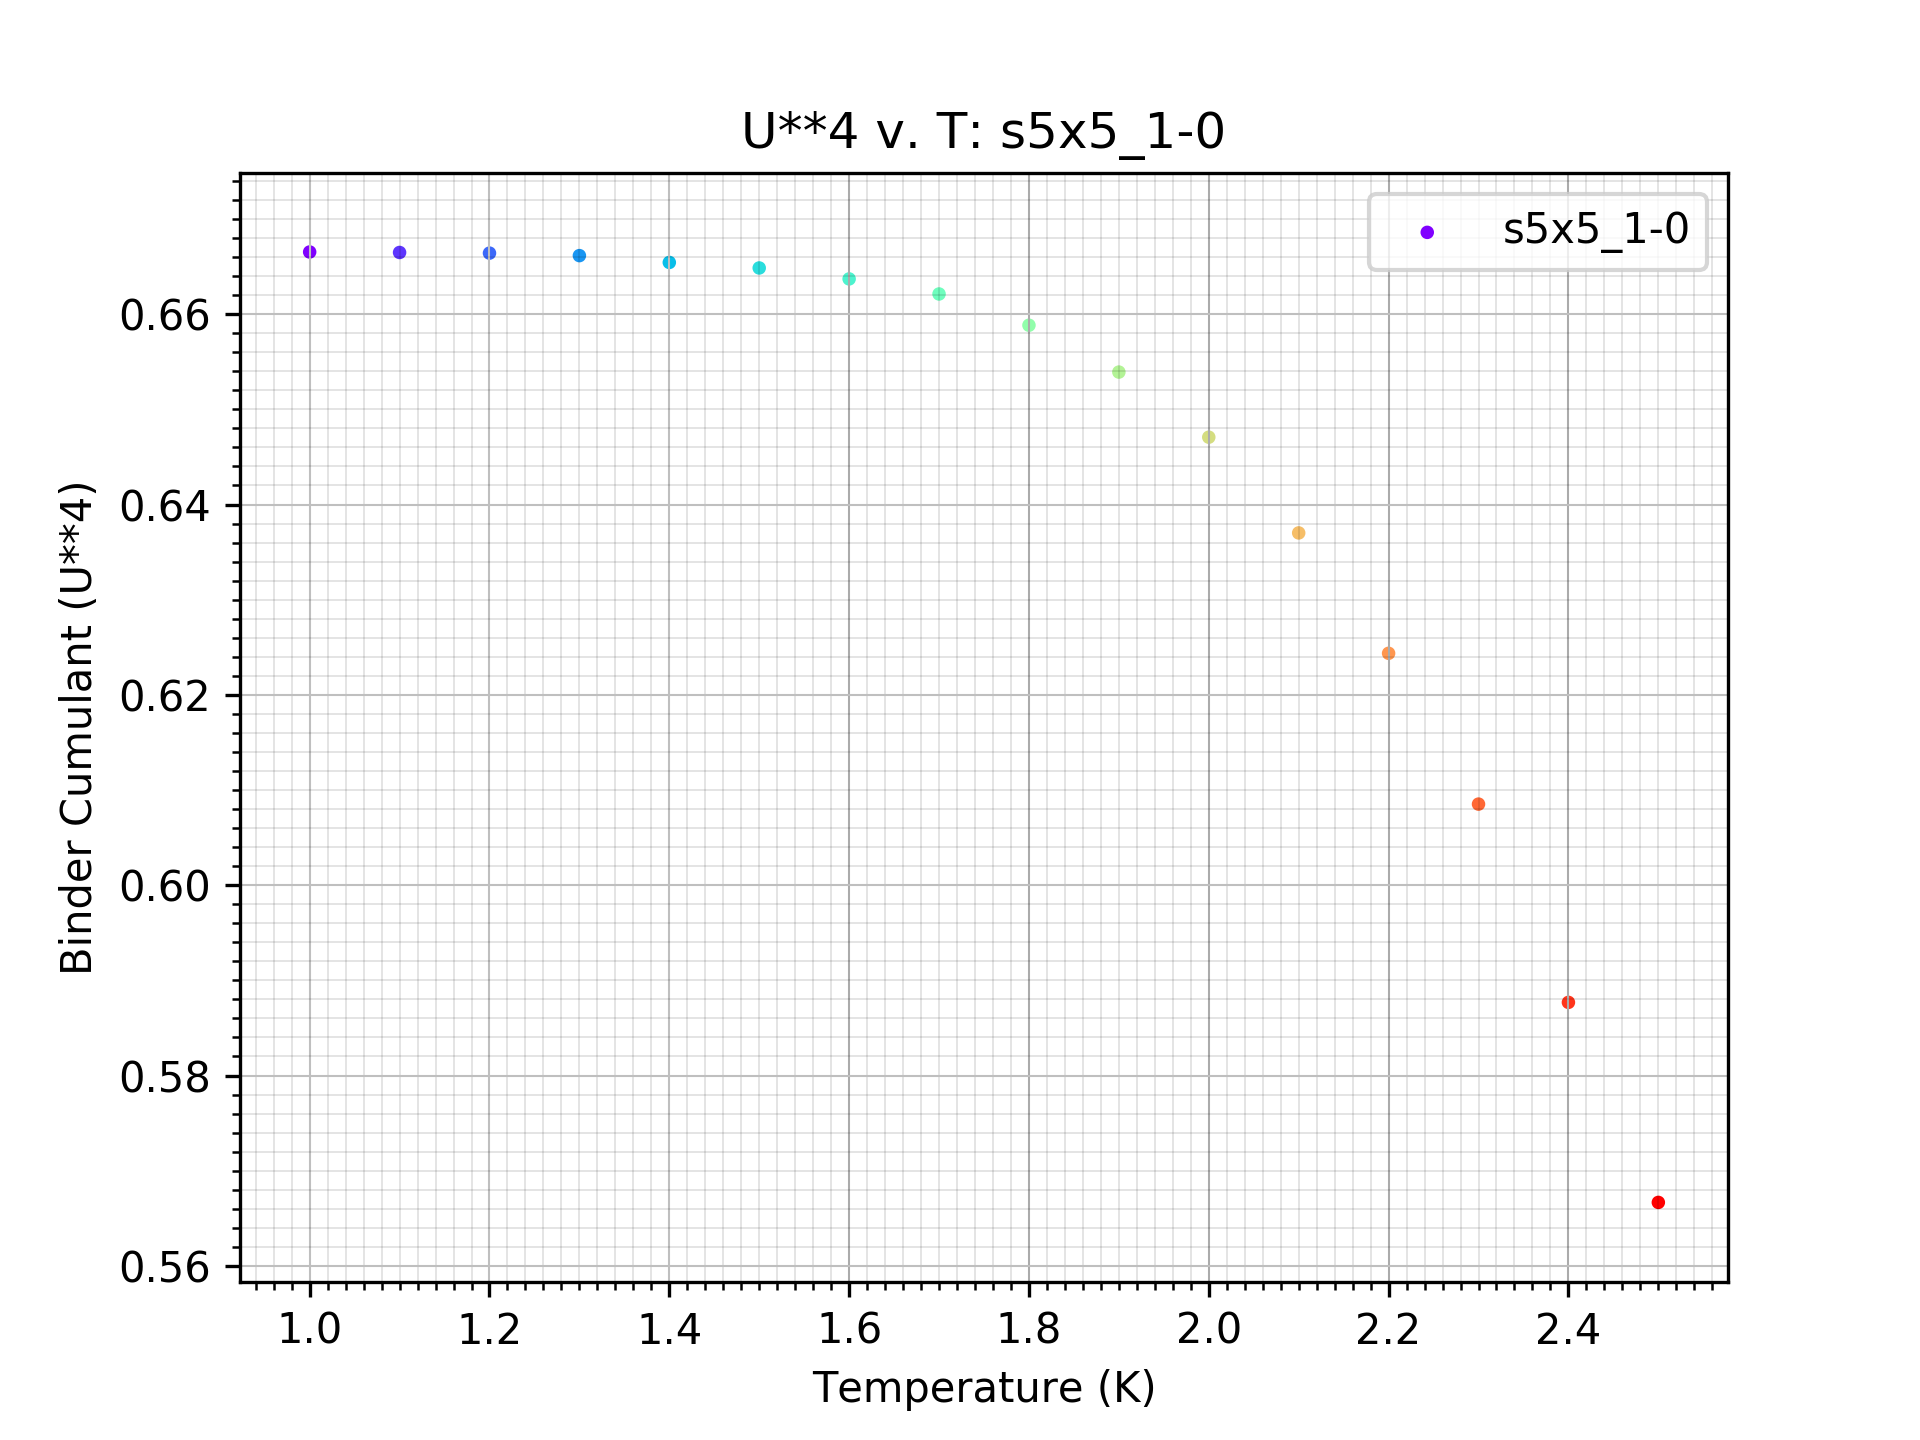 U**4 v. T: s5x5_1-0
s5x5_1-0
Binder Cumulant (U**4)
0.66
0.64
0.62
0.60
0.58
0.56
1.0 1.2 1.4 1.6 1.8 2.0 2.2 2.4
Temperature (K)